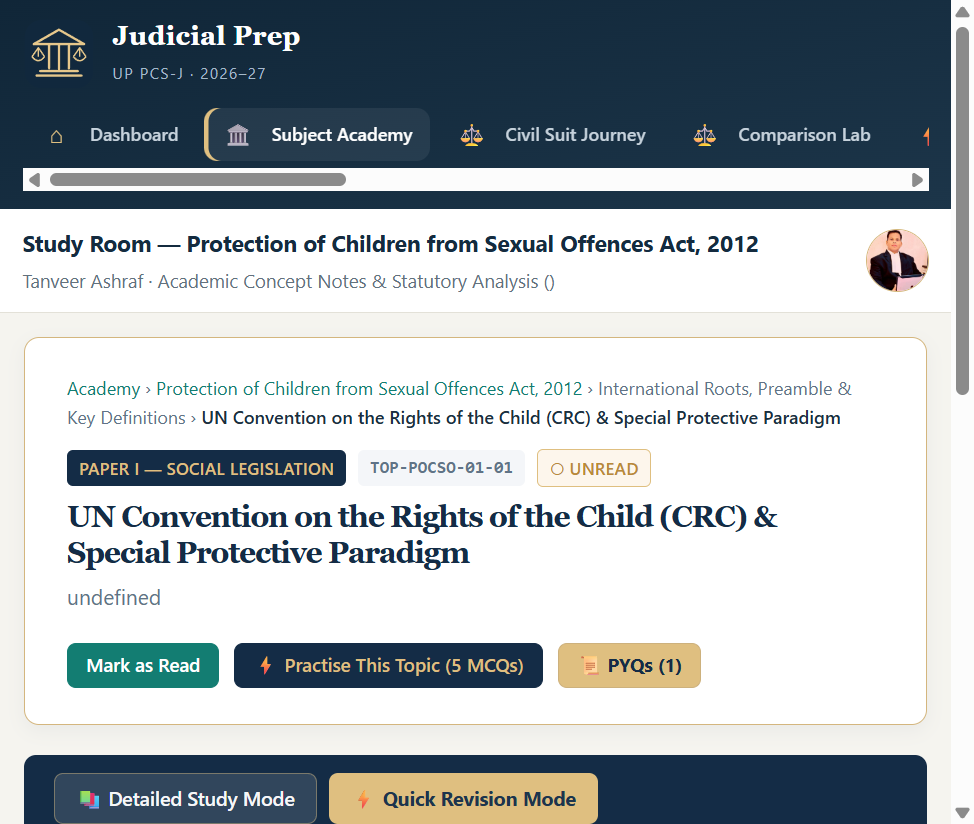 Judicial Prep
UP PCS-J · 2026–27
Dashboard
Subject Academy
Civil Suit Journey
Comparison Lab
Study Room — Protection of Children from Sexual Offences Act, 2012
Tanveer Ashraf · Academic Concept Notes & Statutory Analysis ()
Academy › Protection of Children from Sexual Offences Act, 2012 › International Roots, Preamble &
Key Definitions › UN Convention on the Rights of the Child (CRC) & Special Protective Paradigm
PAPER I — SOCIAL LEGISLATION
TOP-POCSO-01-01
○ UNREAD
UN Convention on the Rights of the Child (CRC) &
Special Protective Paradigm
undefined
Mark as Read
Practise This Topic (5 MCQs)
PYQs (1)
Detailed Study Mode
Quick Revision Mode